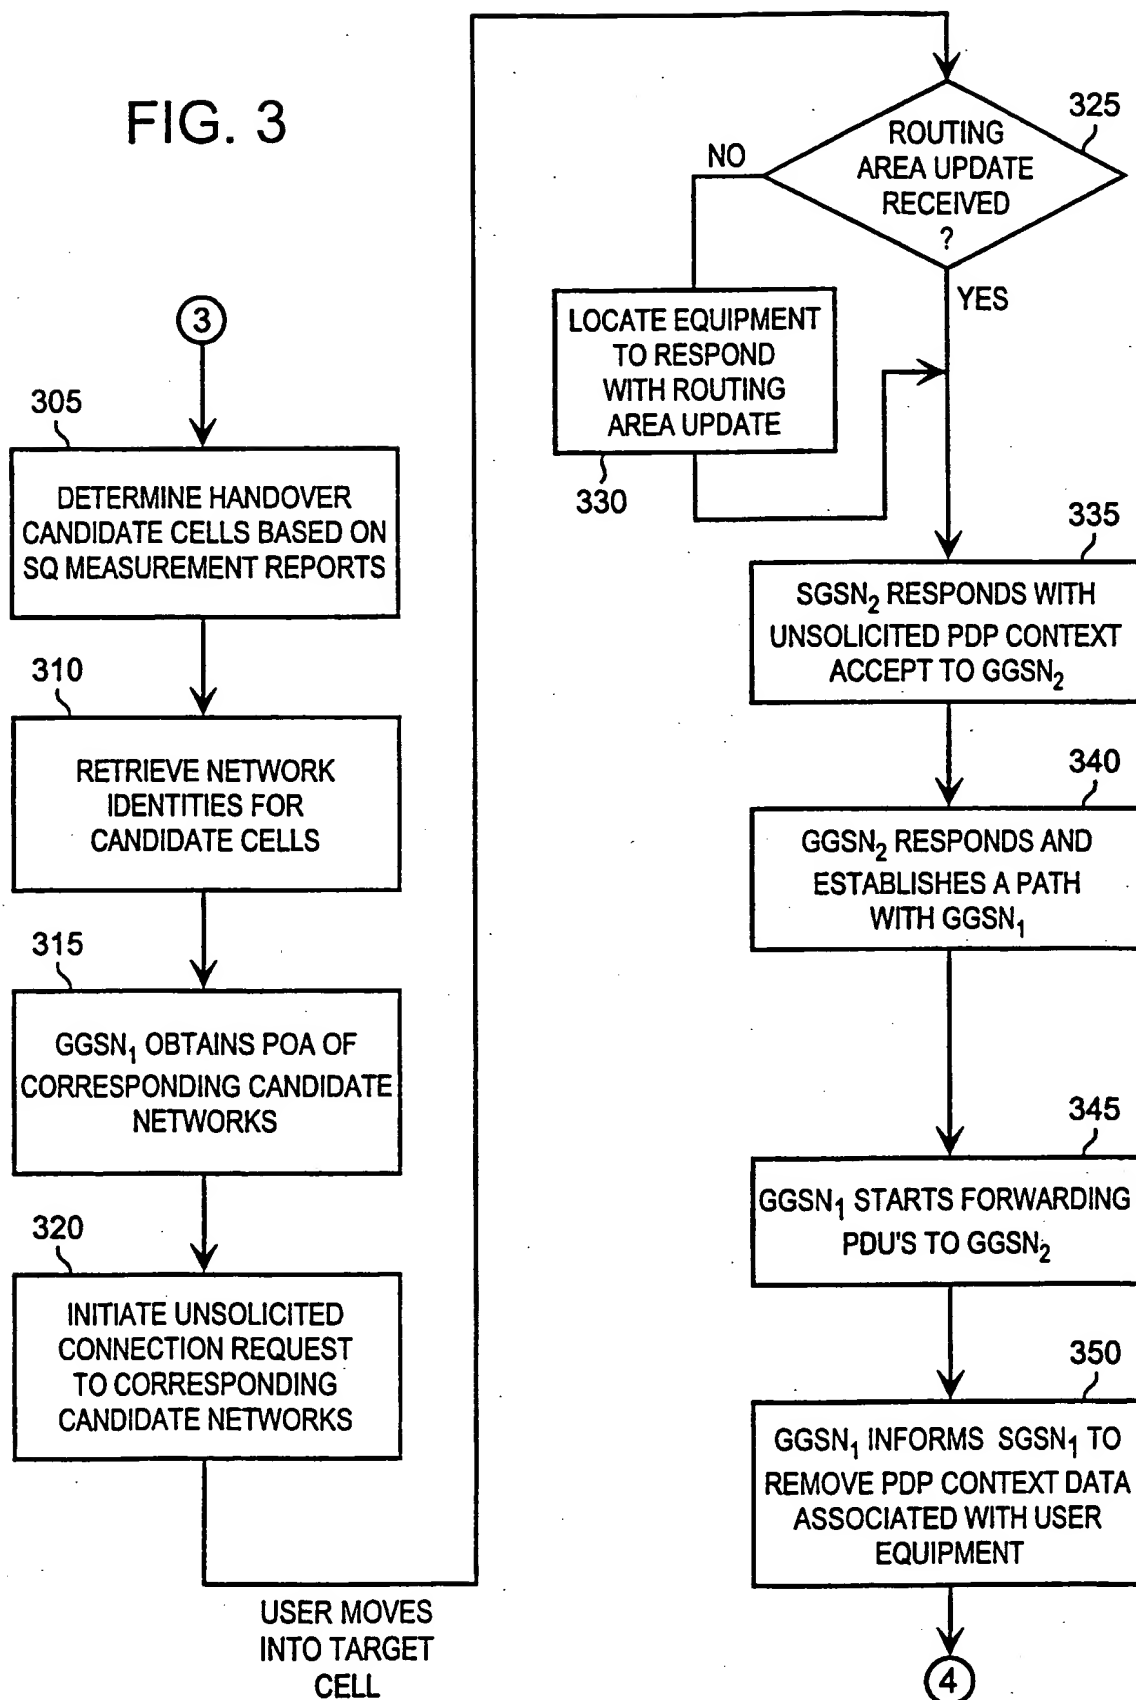 FIG. 3
3
305
DETERMINE HANDOVER
CANDIDATE CELLS BASED ON
SQ MEASUREMENT REPORTS
310
RETRIEVE NETWORK
IDENTITIES FOR
CANDIDATE CELLS
315
GGSN1 OBTAINS POA OF
CORRESPONDING CANDIDATE
NETWORKS
320
INITIATE UNSOLICITED
CONNECTION REQUEST
TO CORRESPONDING
CANDIDATE NETWORKS
USER MOVES
INTO TARGET
CELL
325
ROUTING
AREA UPDATE
RECEIVED
?
NO
YES
LOCATE EQUIPMENT
TO RESPOND
WITH ROUTING
AREA UPDATE
330
335
SGSN2 RESPONDS WITH
UNSOLICITED PDP CONTEXT
ACCEPT TO GGSN2
340
GGSN2 RESPONDS AND
ESTABLISHES A PATH
WITH GGSN1
345
GGSN1 STARTS FORWARDING
PDU'S TO GGSN2
350
GGSN1 INFORMS SGSN1 TO
REMOVE PDP CONTEXT DATA
ASSOCIATED WITH USER
EQUIPMENT
4